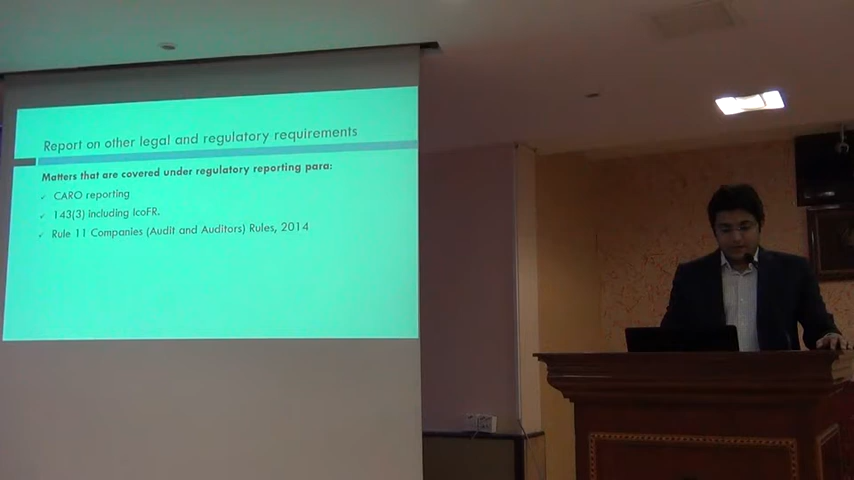 Report on other legal and regulatory requirements
Matters that are covered under regulatory reporting para:
CARO reporting
143(3) including IcoFR.
Rule 11 Companies (Audit and Auditors) Rules, 2014